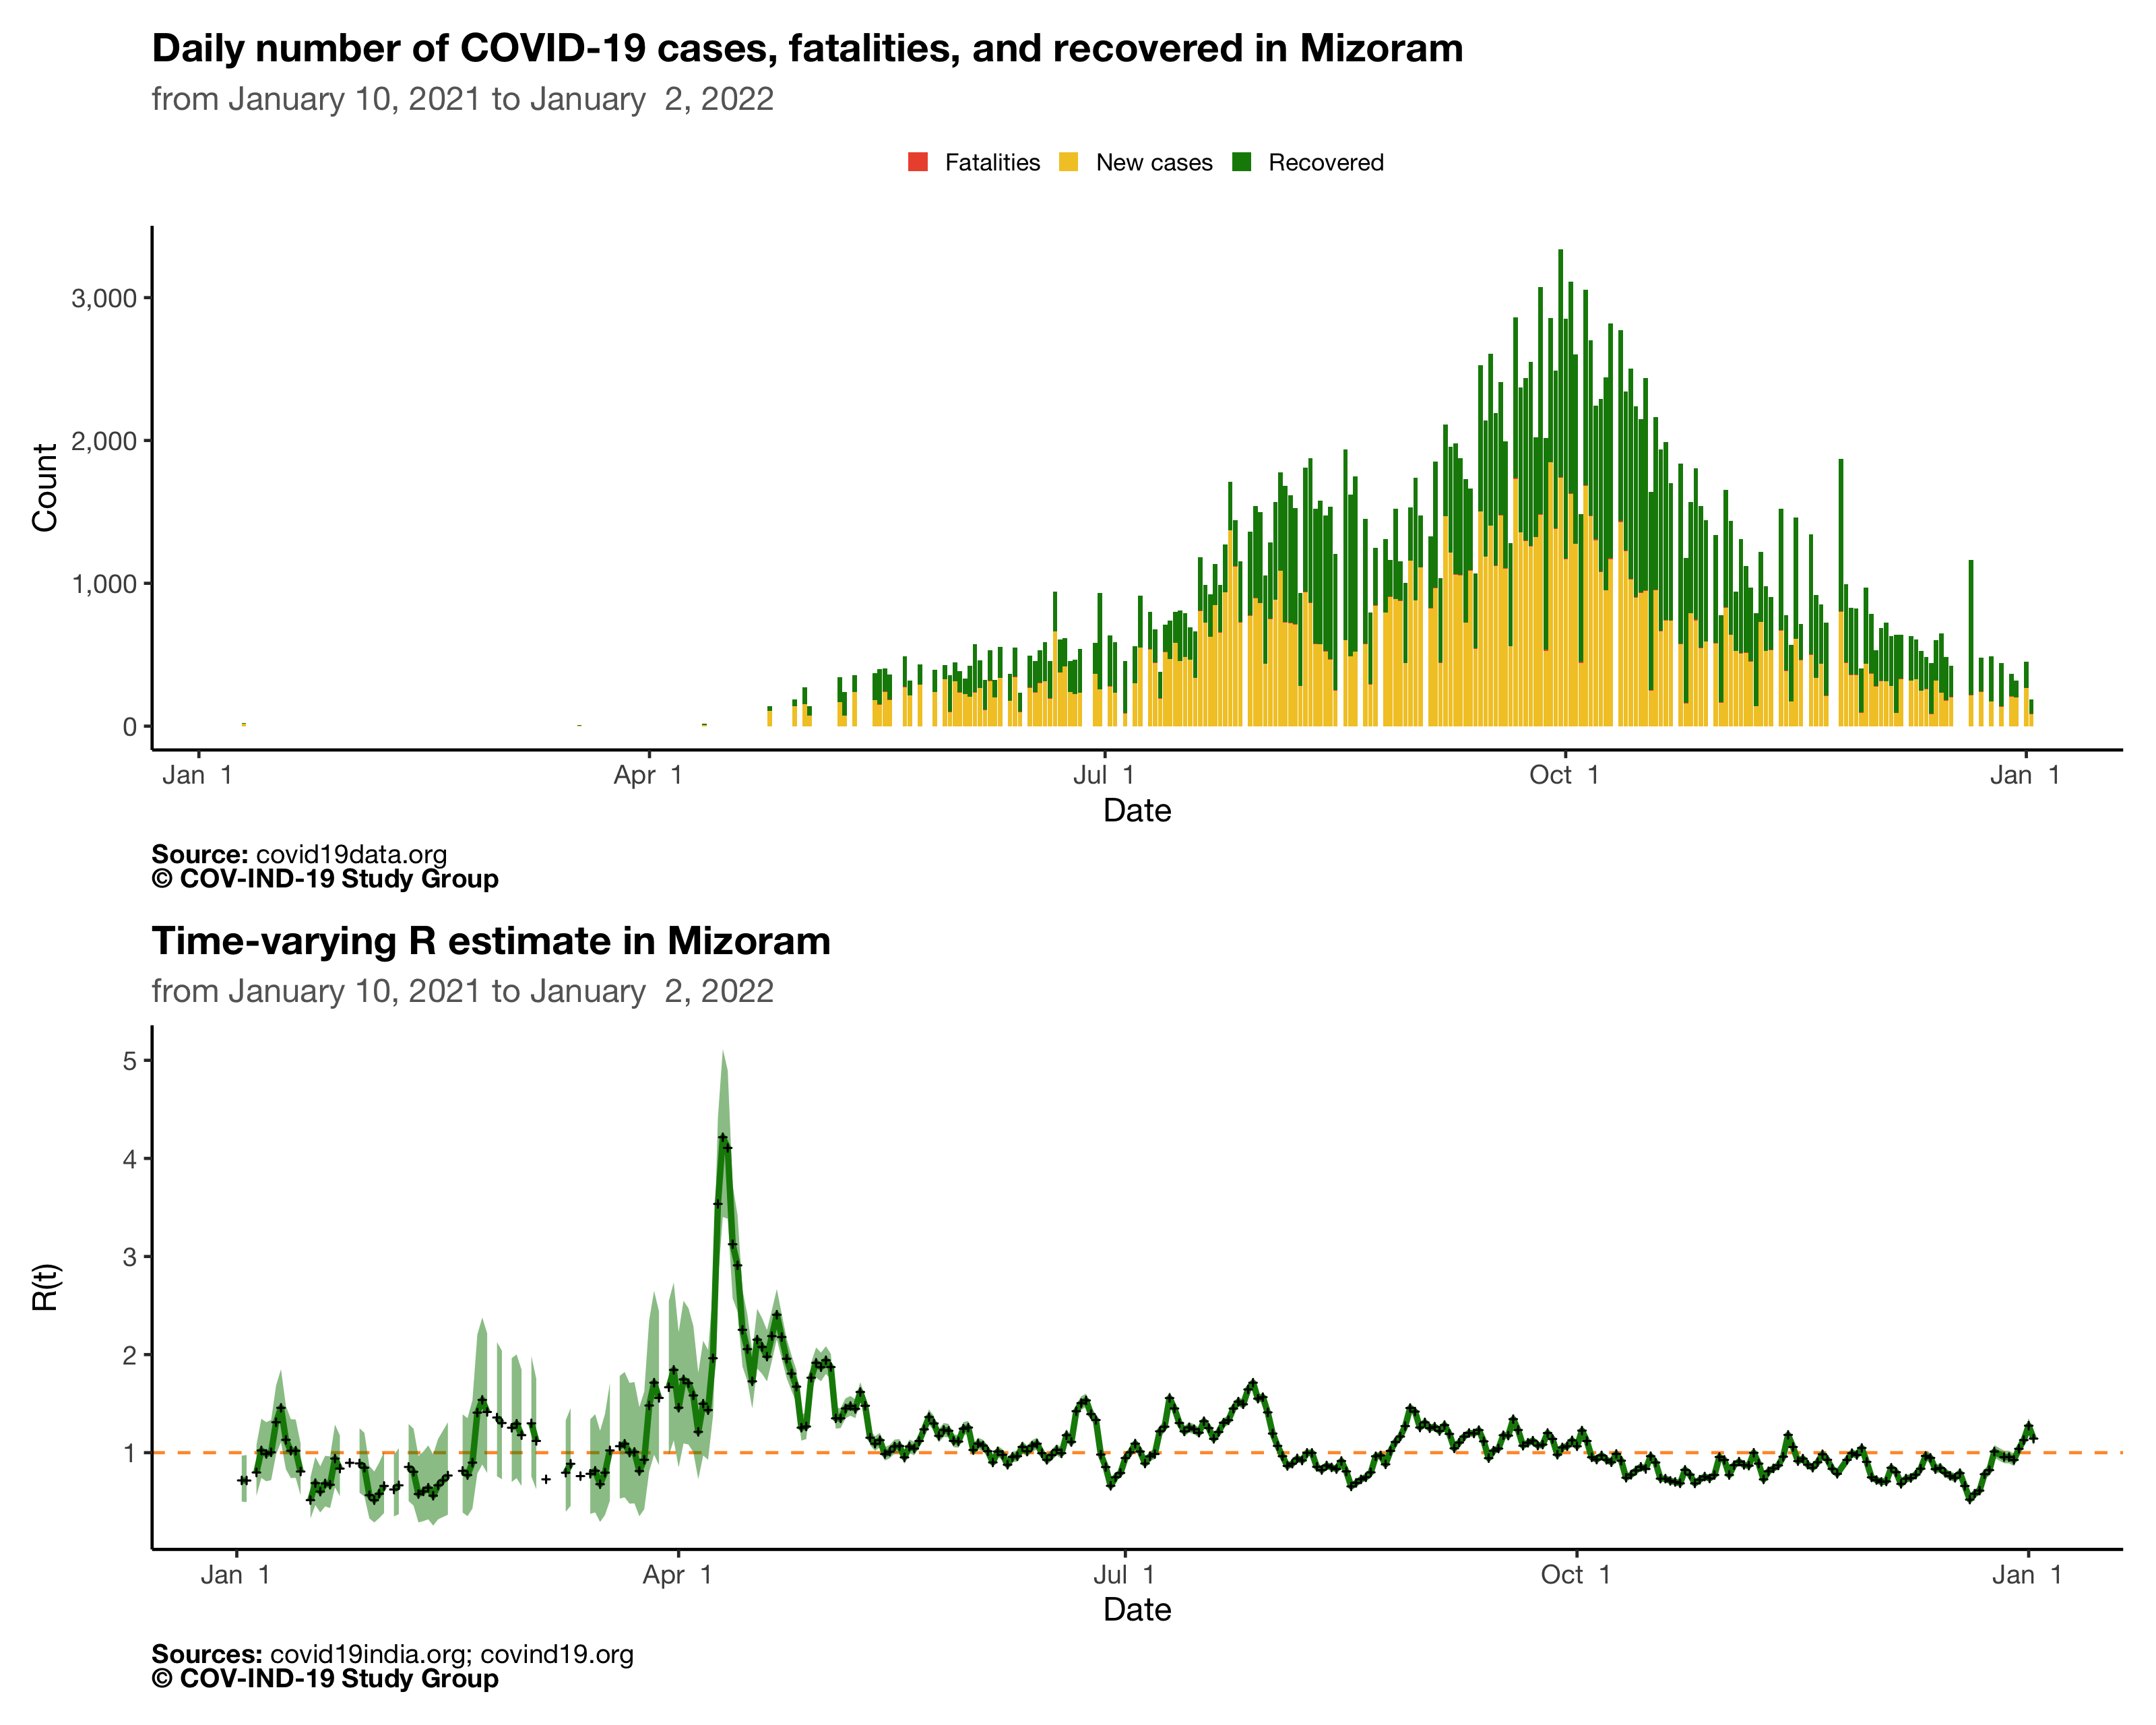 Daily number of COVID-19 cases, fatalities, and recovered in Mizoram
from January 10, 2021 to January  2, 2022
Fatalities New cases Recovered
3,000
2,000
1,000
0
Count
Jan  1 Apr  1 Jul  1 Oct  1 Jan  1
Date
Source: covid19data.org
© COV-IND-19 Study Group
Time-varying R estimate in Mizoram
from January 10, 2021 to January  2, 2022
5
4
3
2
1
R(t)
Jan  1 Apr  1 Jul  1 Oct  1 Jan  1
Date
Sources: covid19india.org; covind19.org
© COV-IND-19 Study Group